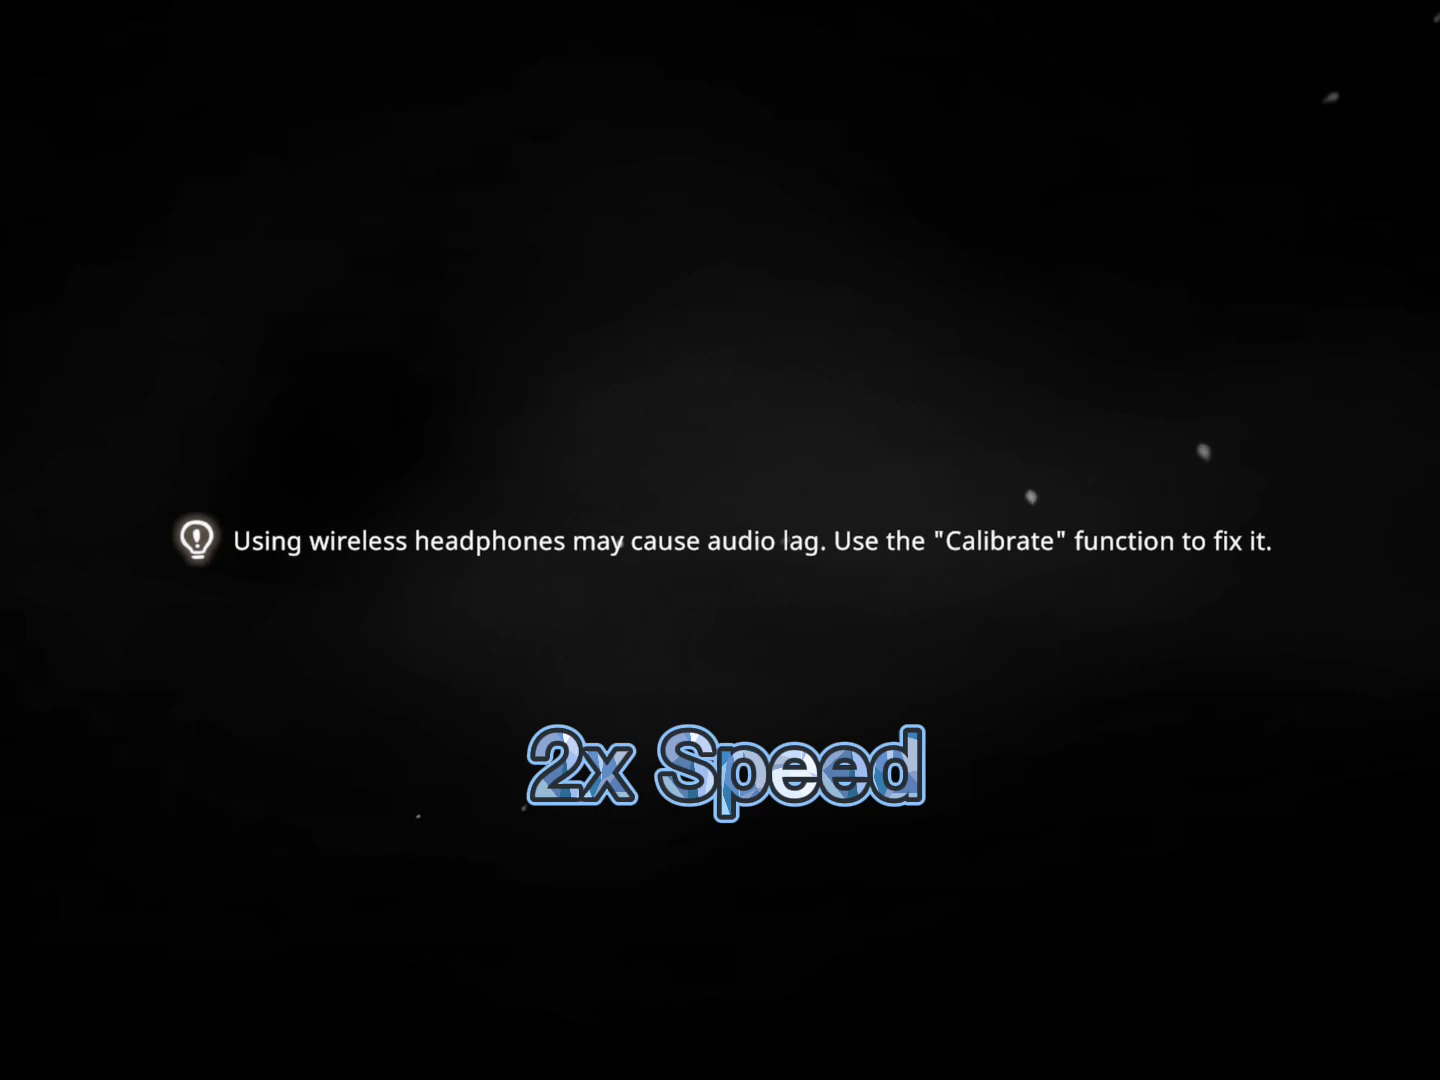 Using wireless headphones may cause audio lag. Use the "Calibrate" function to fix it.
2x Speed